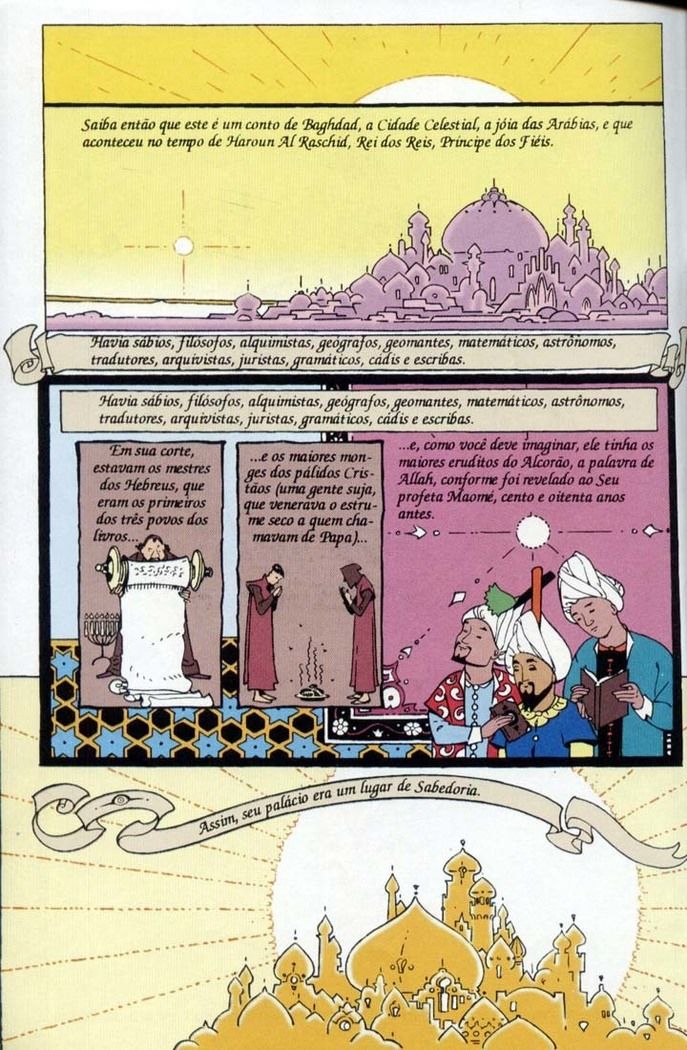 Saiba então que este é um conto de Baghdad, a Cidade Celestial, a jóia das Arábias, e que
aconteceu no tempo de Haroun Al Raschid, Rei dos Reis, Príncipe dos Fiéis.
Havia sábios, filósofos, alquimistas, geógrafos, geomantes, matemáticos, astrônomos,
tradutores, arquivistas, juristas, gramáticos, cádis e escribas.
Havia sábios, filósofos, alquimistas, geógrafos, geomantes, matemáticos, astrônomos,
tradutores, arquivistas, juristas, gramáticos, cádis e escribas.
Em sua corte,
estavam os mestres
dos Hebreus, que
eram os primeiros
dos três povos dos
livros...
...e os maiores mon-
ges dos pálidos Cris-
tãos (uma gente suja,
que venerava o estru-
me seco a quem cha-
mavam de Papa)...
...e, como você deve imaginar, ele tinha os
maiores eruditos do Alcorão, a palavra de
Allah, conforme foi revelado ao Seu
profeta Maomé, cento e oitenta anos
antes.
Assim, seu palácio era um lugar de Sabedoria.